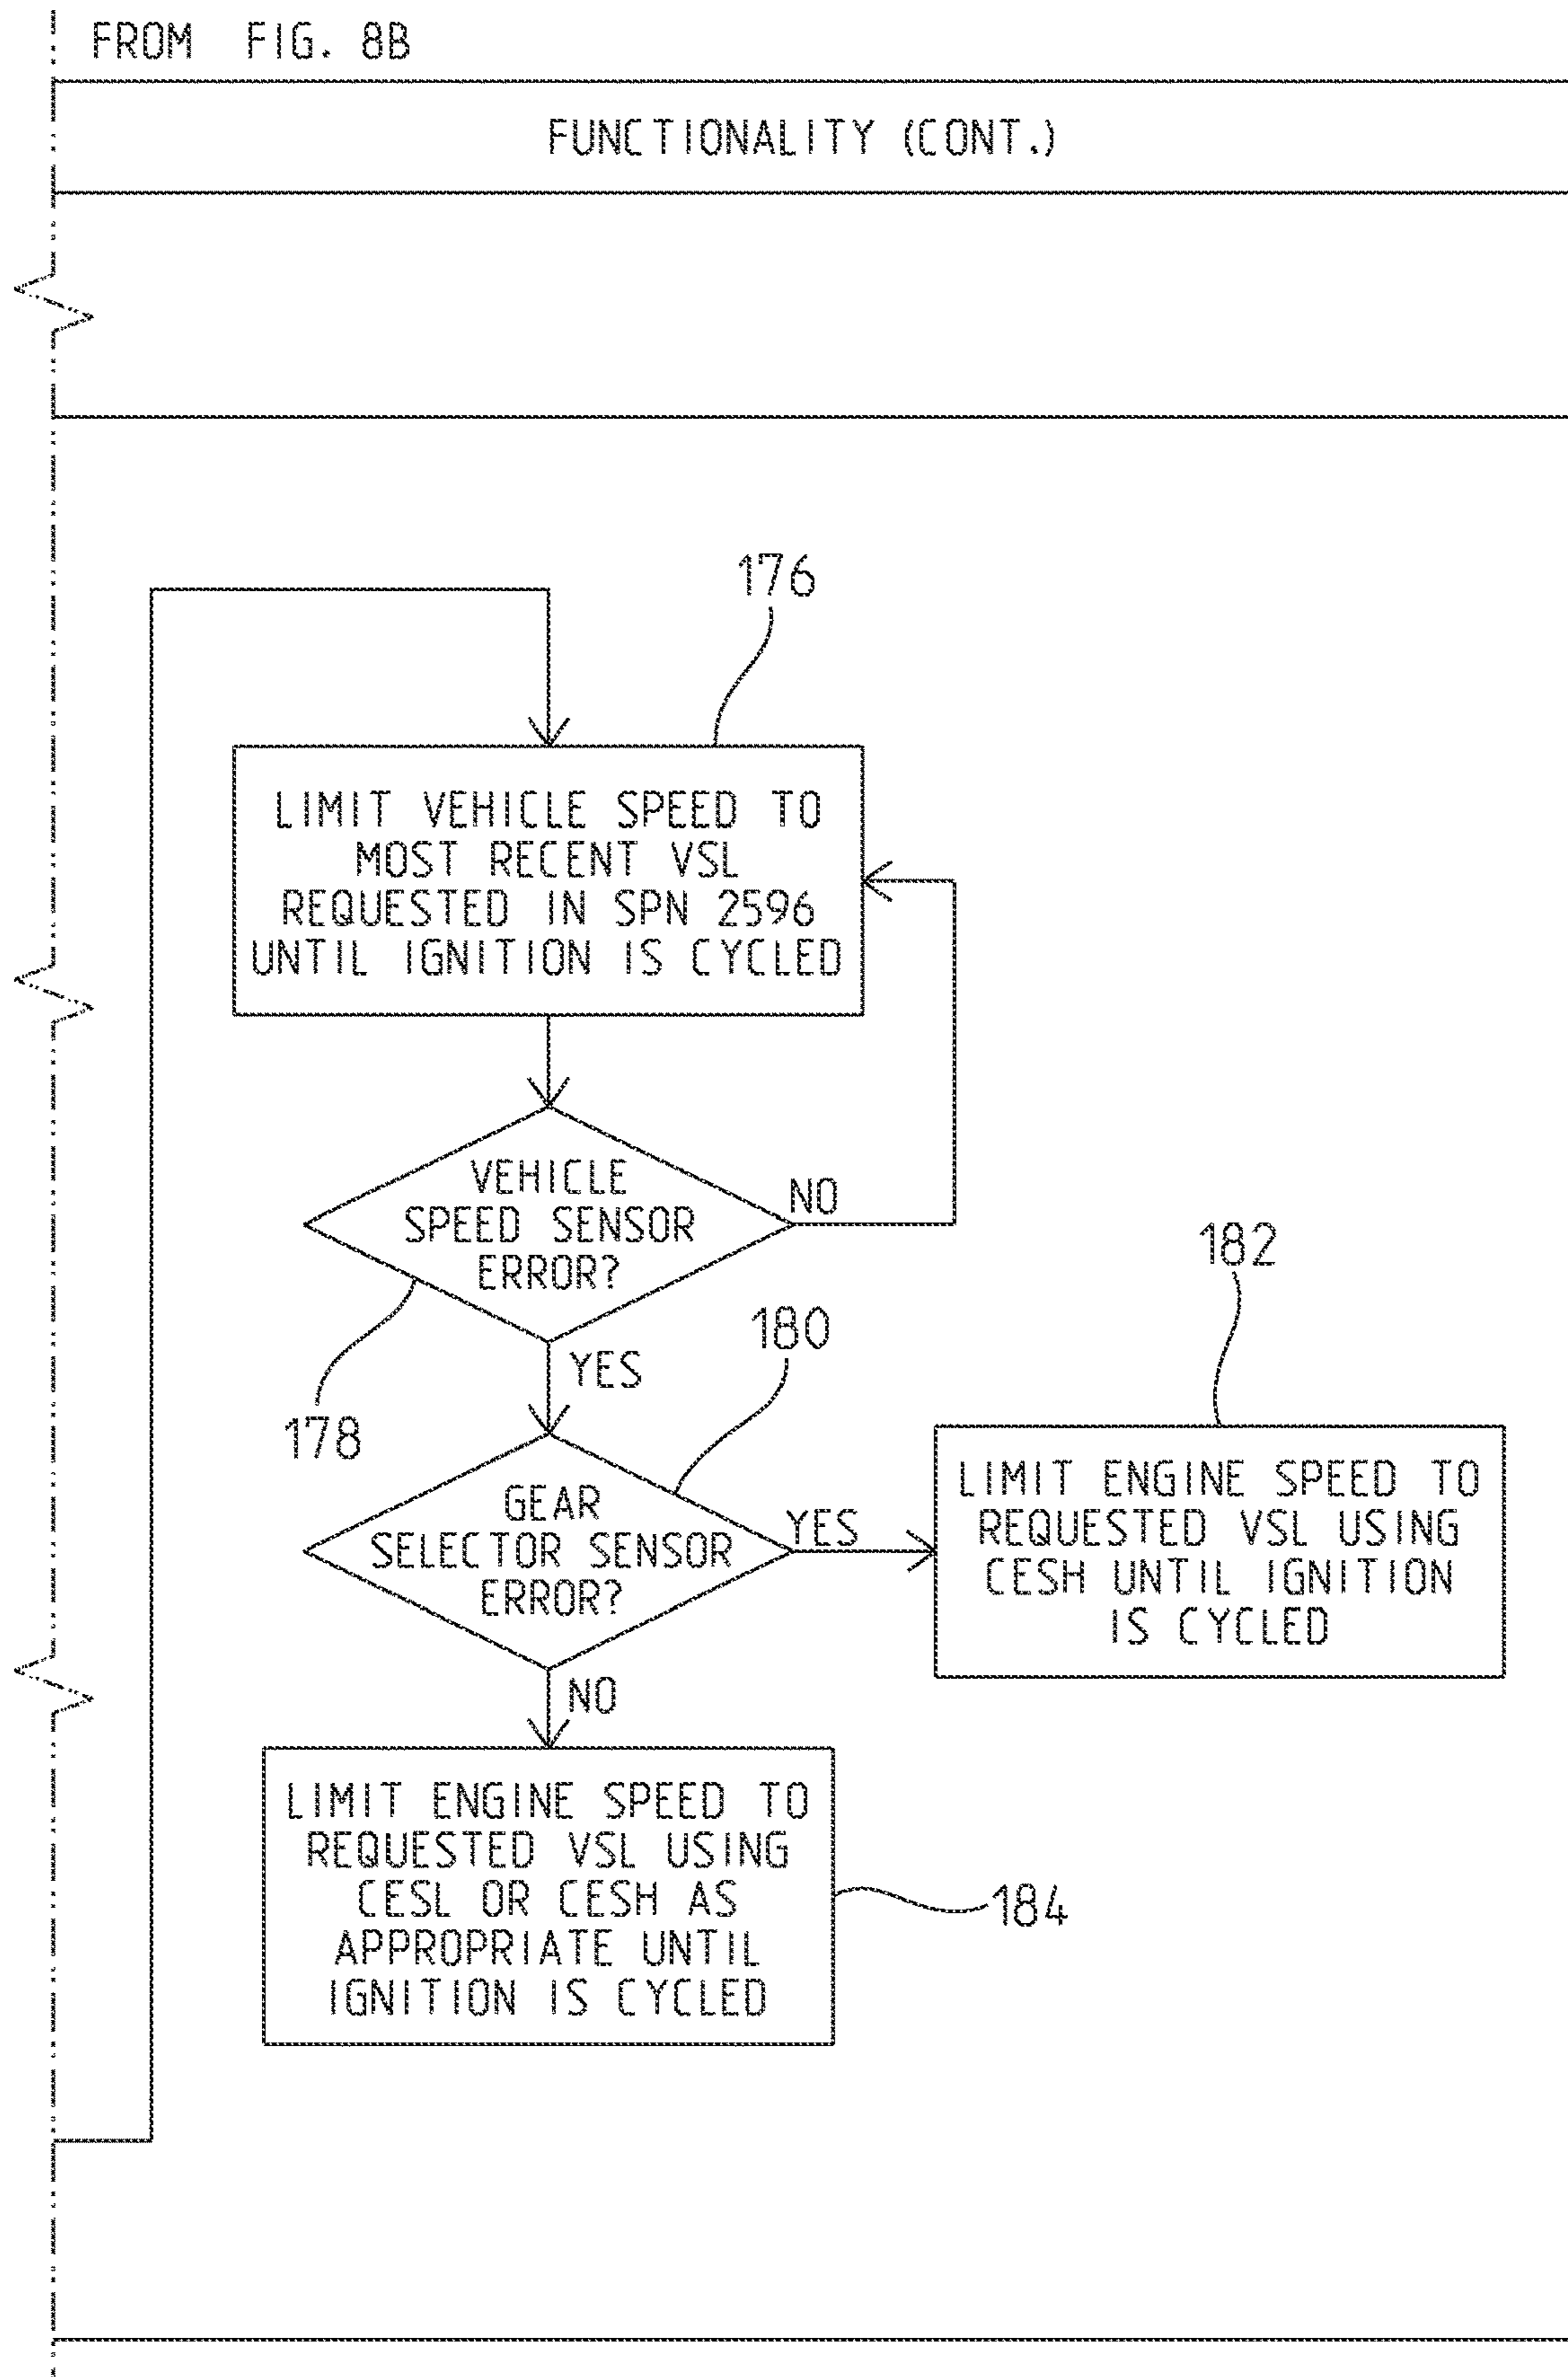 FROM FIG. 8B
FUNCTIONALITY (CONT.)
176
LIMIT VEHICLE SPEED TO
MOST RECENT VSL
REQUESTED IN SPN 2596
UNTIL IGNITION IS CYCLED
VEHICLE
SPEED SENSOR
ERROR?
NO
178
YES
180
182
GEAR
SELECTOR SENSOR
ERROR?
YES
LIMIT ENGINE SPEED TO
REQUESTED VSL USING
CESH UNTIL IGNITION
IS CYCLED
NO
LIMIT ENGINE SPEED TO
REQUESTED VSL USING
CESL OR CESH AS
APPROPRIATE UNTIL
IGNITION IS CYCLED
184